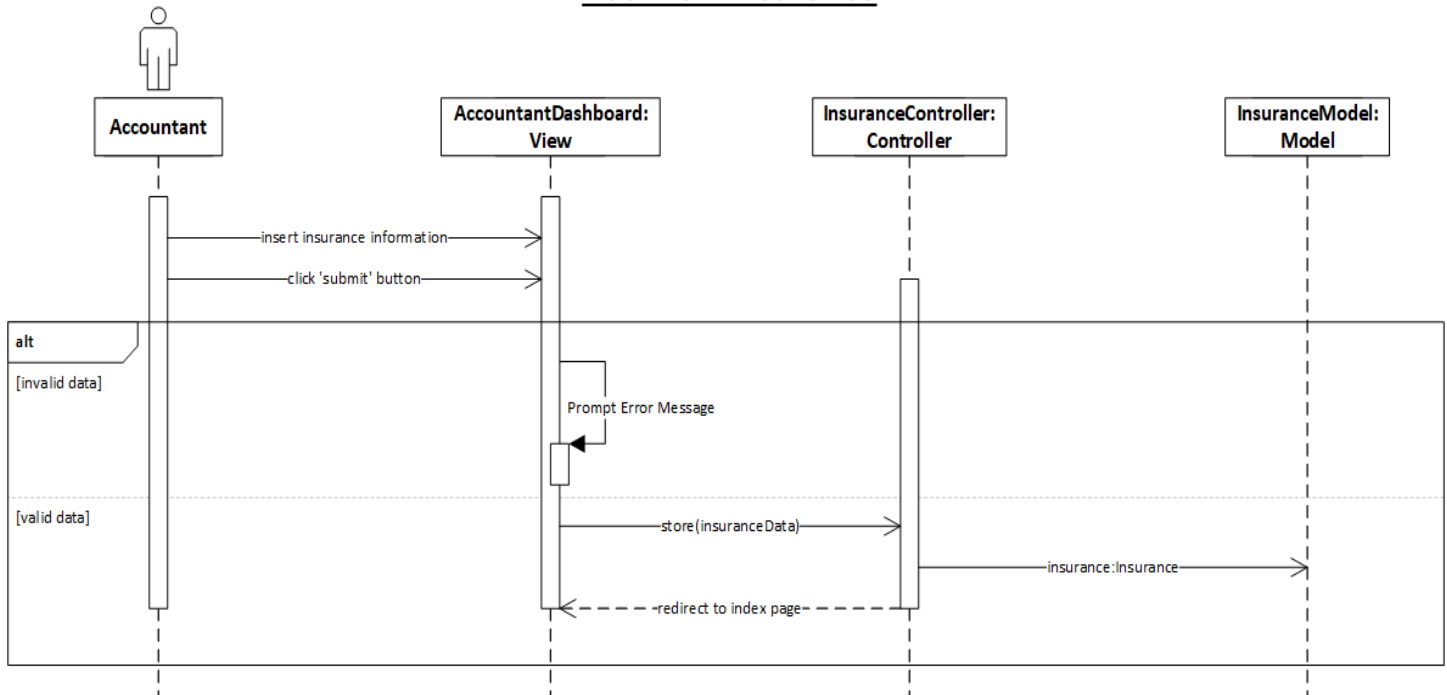 Accountant
AccountantDashboard:
View
InsuranceController:
Controller
InsuranceModel:
Model
insert insurance information
click 'submit' button
alt
[invalid data]
Prompt Error Message
[valid data]
store(insuranceData)
insurance:Insurance
redirect to index page